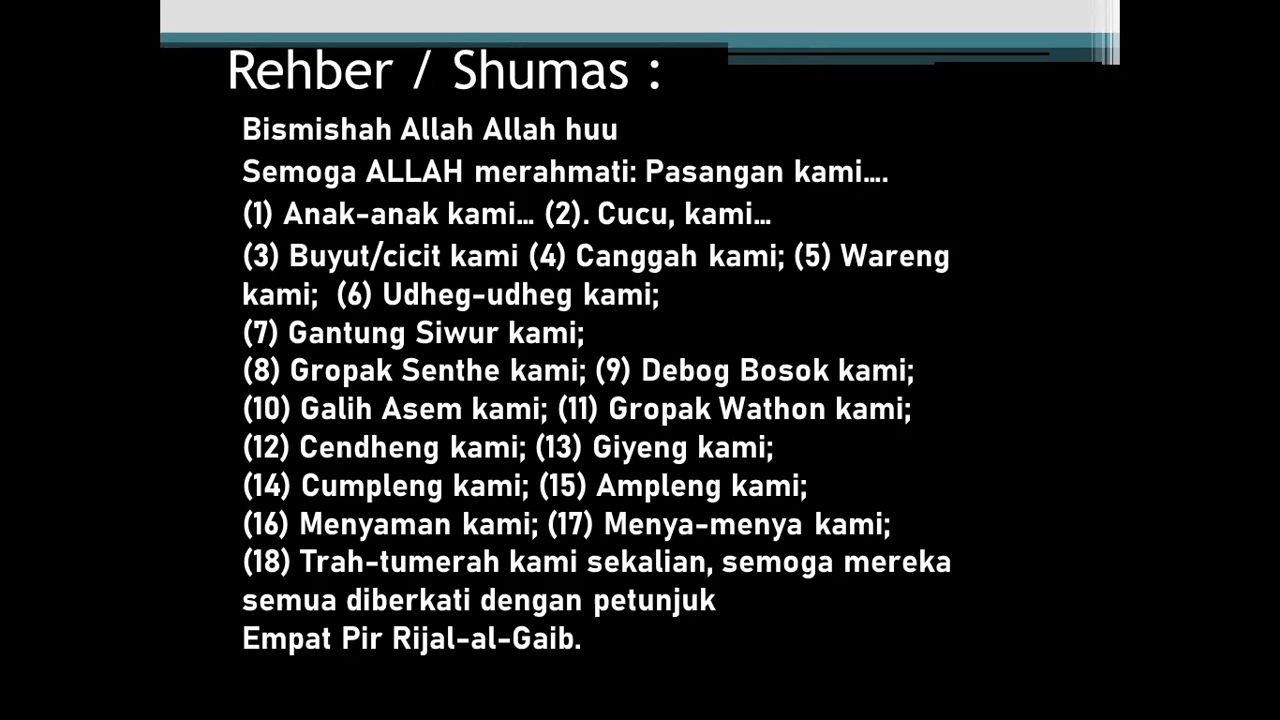 Rehber / Shumas :
Bismishah Allah Allah huu
Semoga ALLAH merahmati: Pasangan kami....
(1) Anak-anak kami... (2). Cucu, kami...
(3) Buyut/cicit kami (4) Canggah kami; (5) Wareng
kami;  (6) Udheg-udheg kami;
(7) Gantung Siwur kami;
(8) Gropak Senthe kami; (9) Debog Bosok kami;
(10) Galih Asem kami; (11) Gropak Wathon kami;
(12) Cendheng kami; (13) Giyeng kami;
(14) Cumpleng kami; (15) Ampleng kami;
(16) Menyaman kami; (17) Menya-menya kami;
(18) Trah-tumerah kami sekalian, semoga mereka
semua diberkati dengan petunjuk
Empat Pir Rijal-al-Gaib.